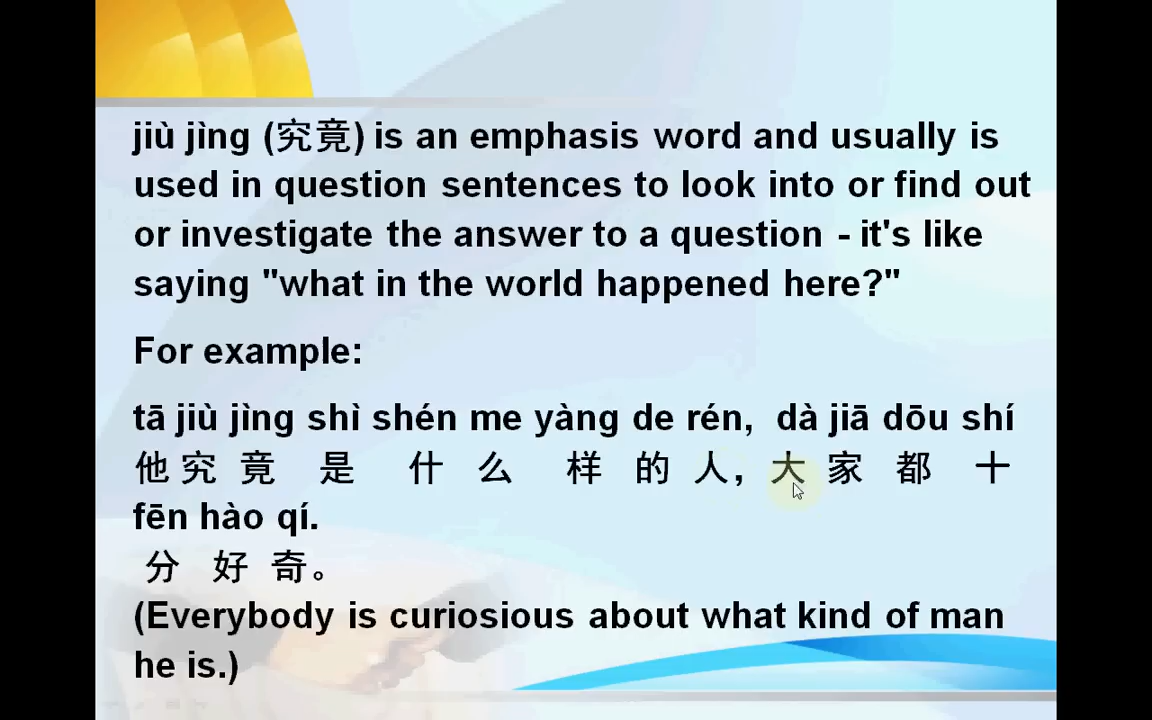 jiù jìng (究竟) is an emphasis word and usually is
used in question sentences to look into or find out
or investigate the answer to a question - it's like
saying "what in the world happened here?"
For example:
tā jiù jìng shì shén me yàng de rén, dà jiā dōu shí
他 究 竟 是 什 么 样 的 人, 大 家 都 十
fēn hào qí.
分 好 奇。
(Everybody is curiosious about what kind of man
he is.)